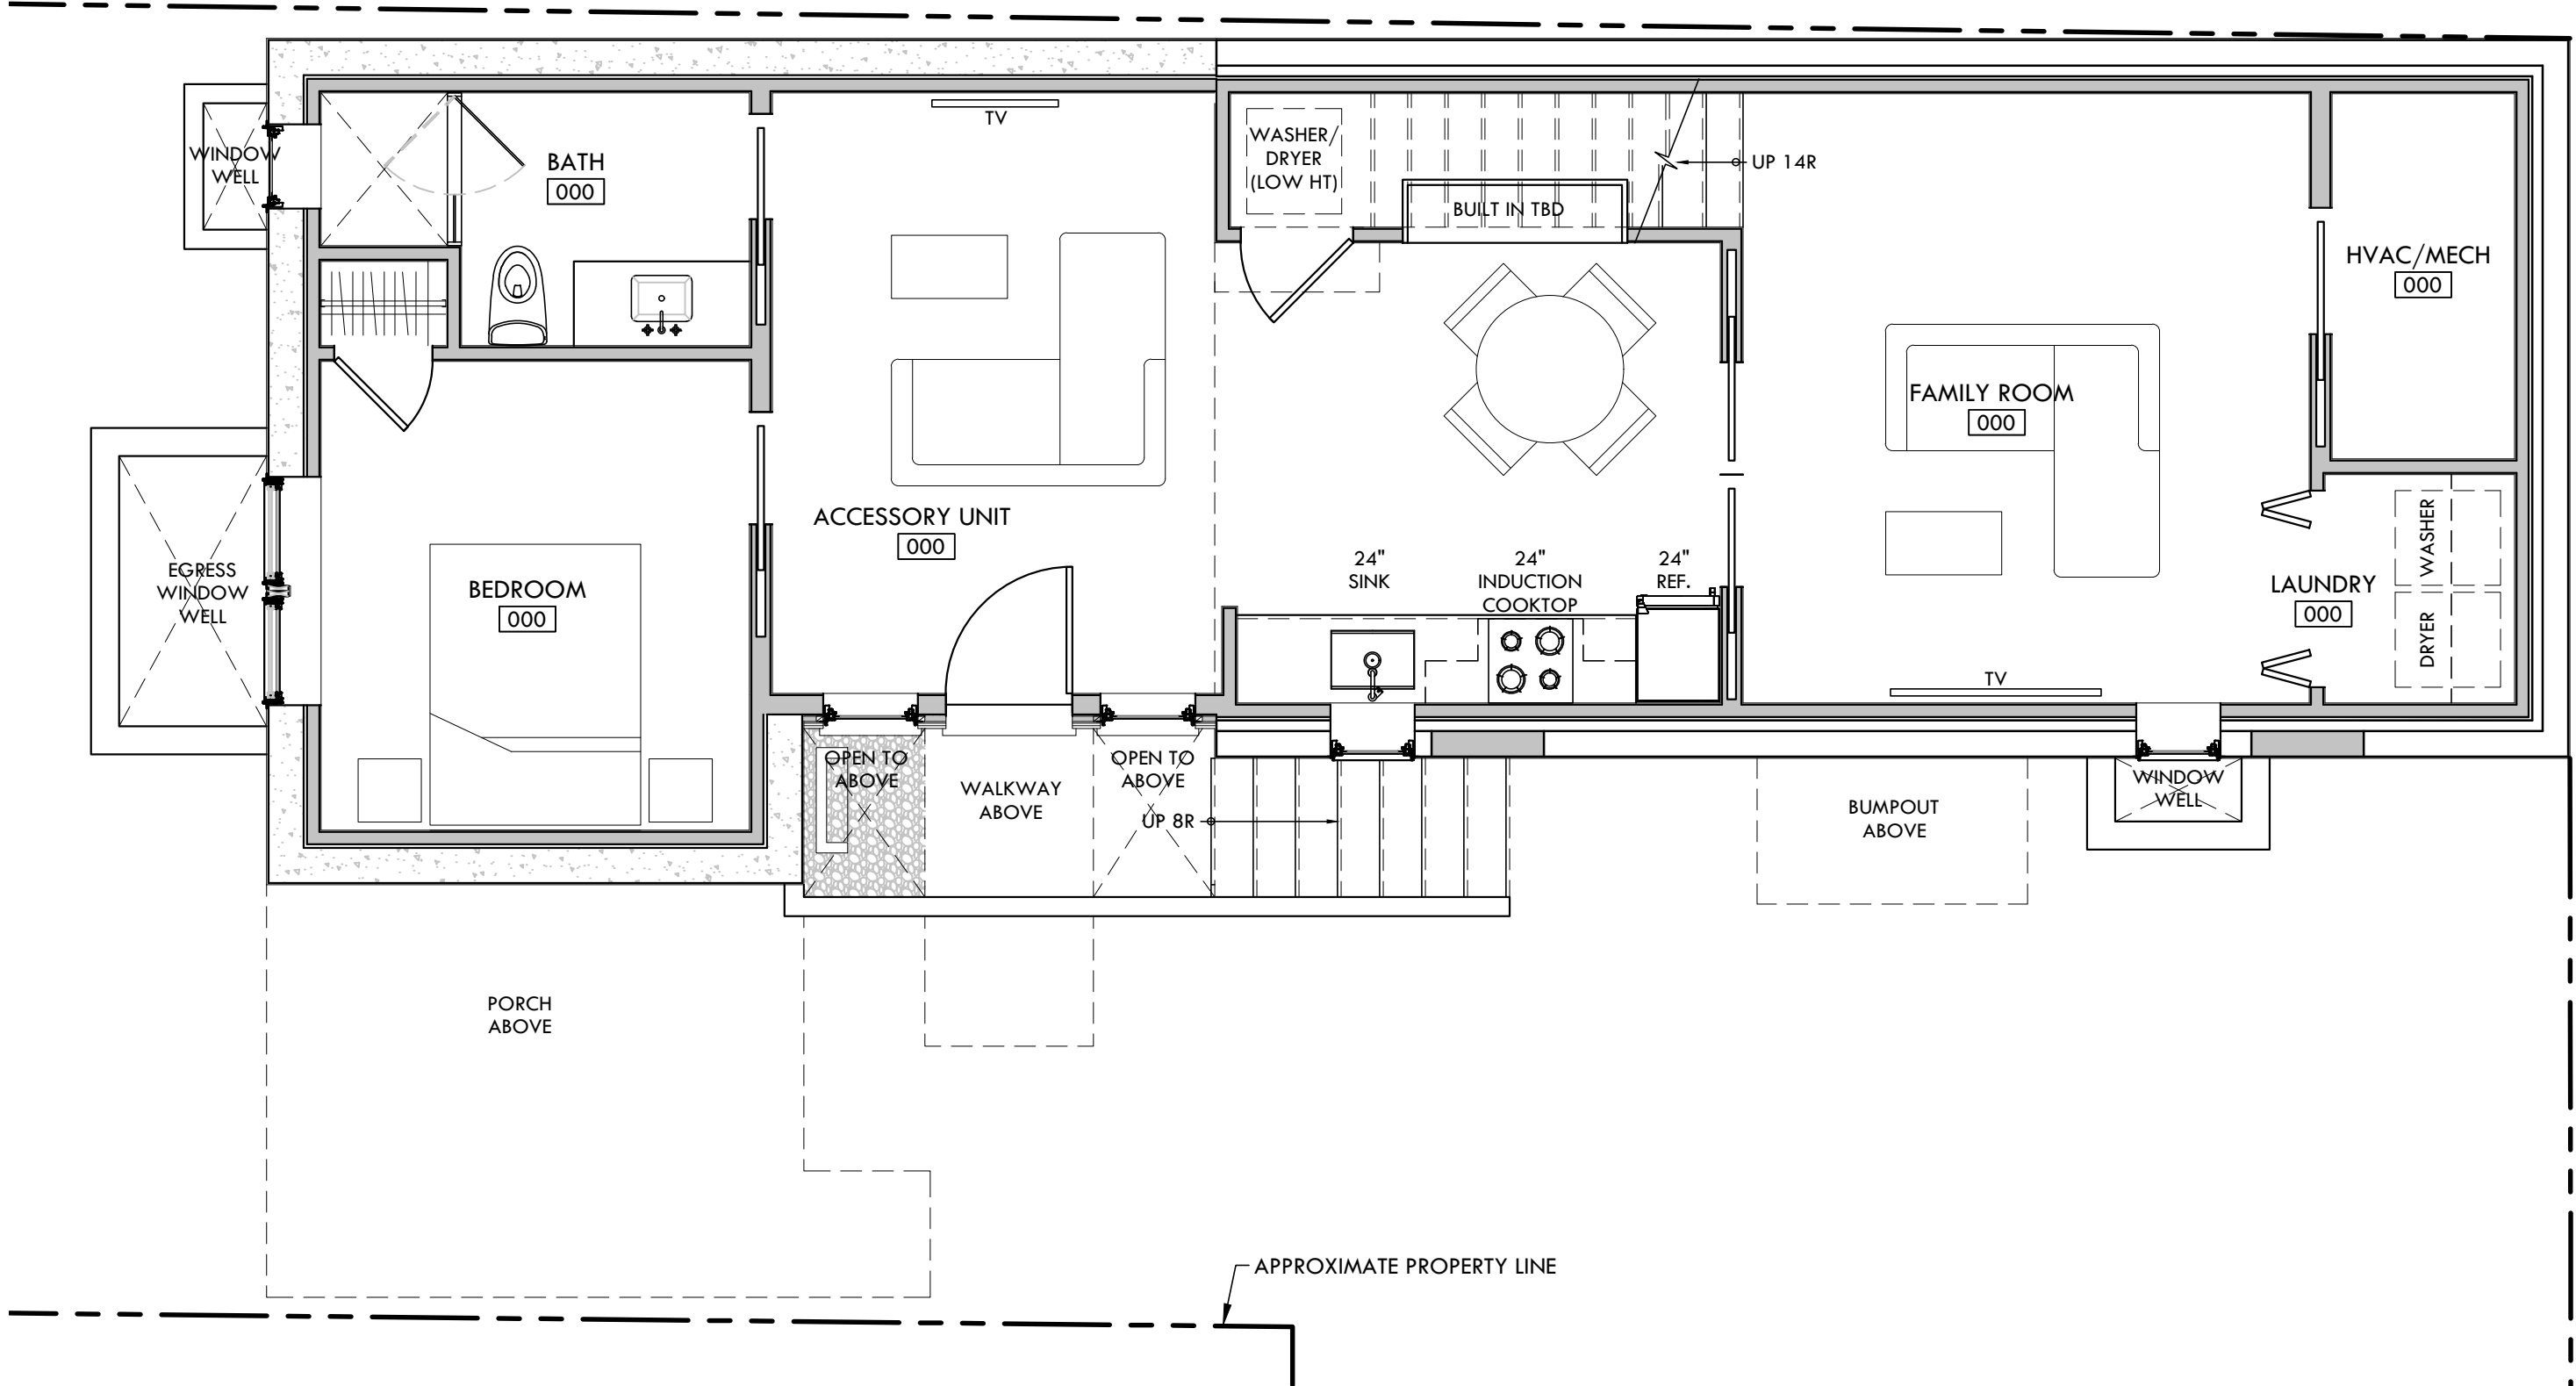 TV
WASHER/
DRYER
(LOW HT)
UP 14R
WINDOW
WELL
BATH
000
BUILT IN TBD
HVAC/MECH
000
FAMILY ROOM
000
ACCESSORY UNIT
000
EGRESS
WINDOW
WELL
BEDROOM
000
24"
SINK
24"
INDUCTION
COOKTOP
24"
REF.
LAUNDRY
000
WASHER
DRYER
TV
OPEN TO
ABOVE
WALKWAY
ABOVE
OPEN TO
ABOVE
UP 8R
BUMPOUT
ABOVE
WINDOW
WELL
PORCH
ABOVE
APPROXIMATE PROPERTY LINE